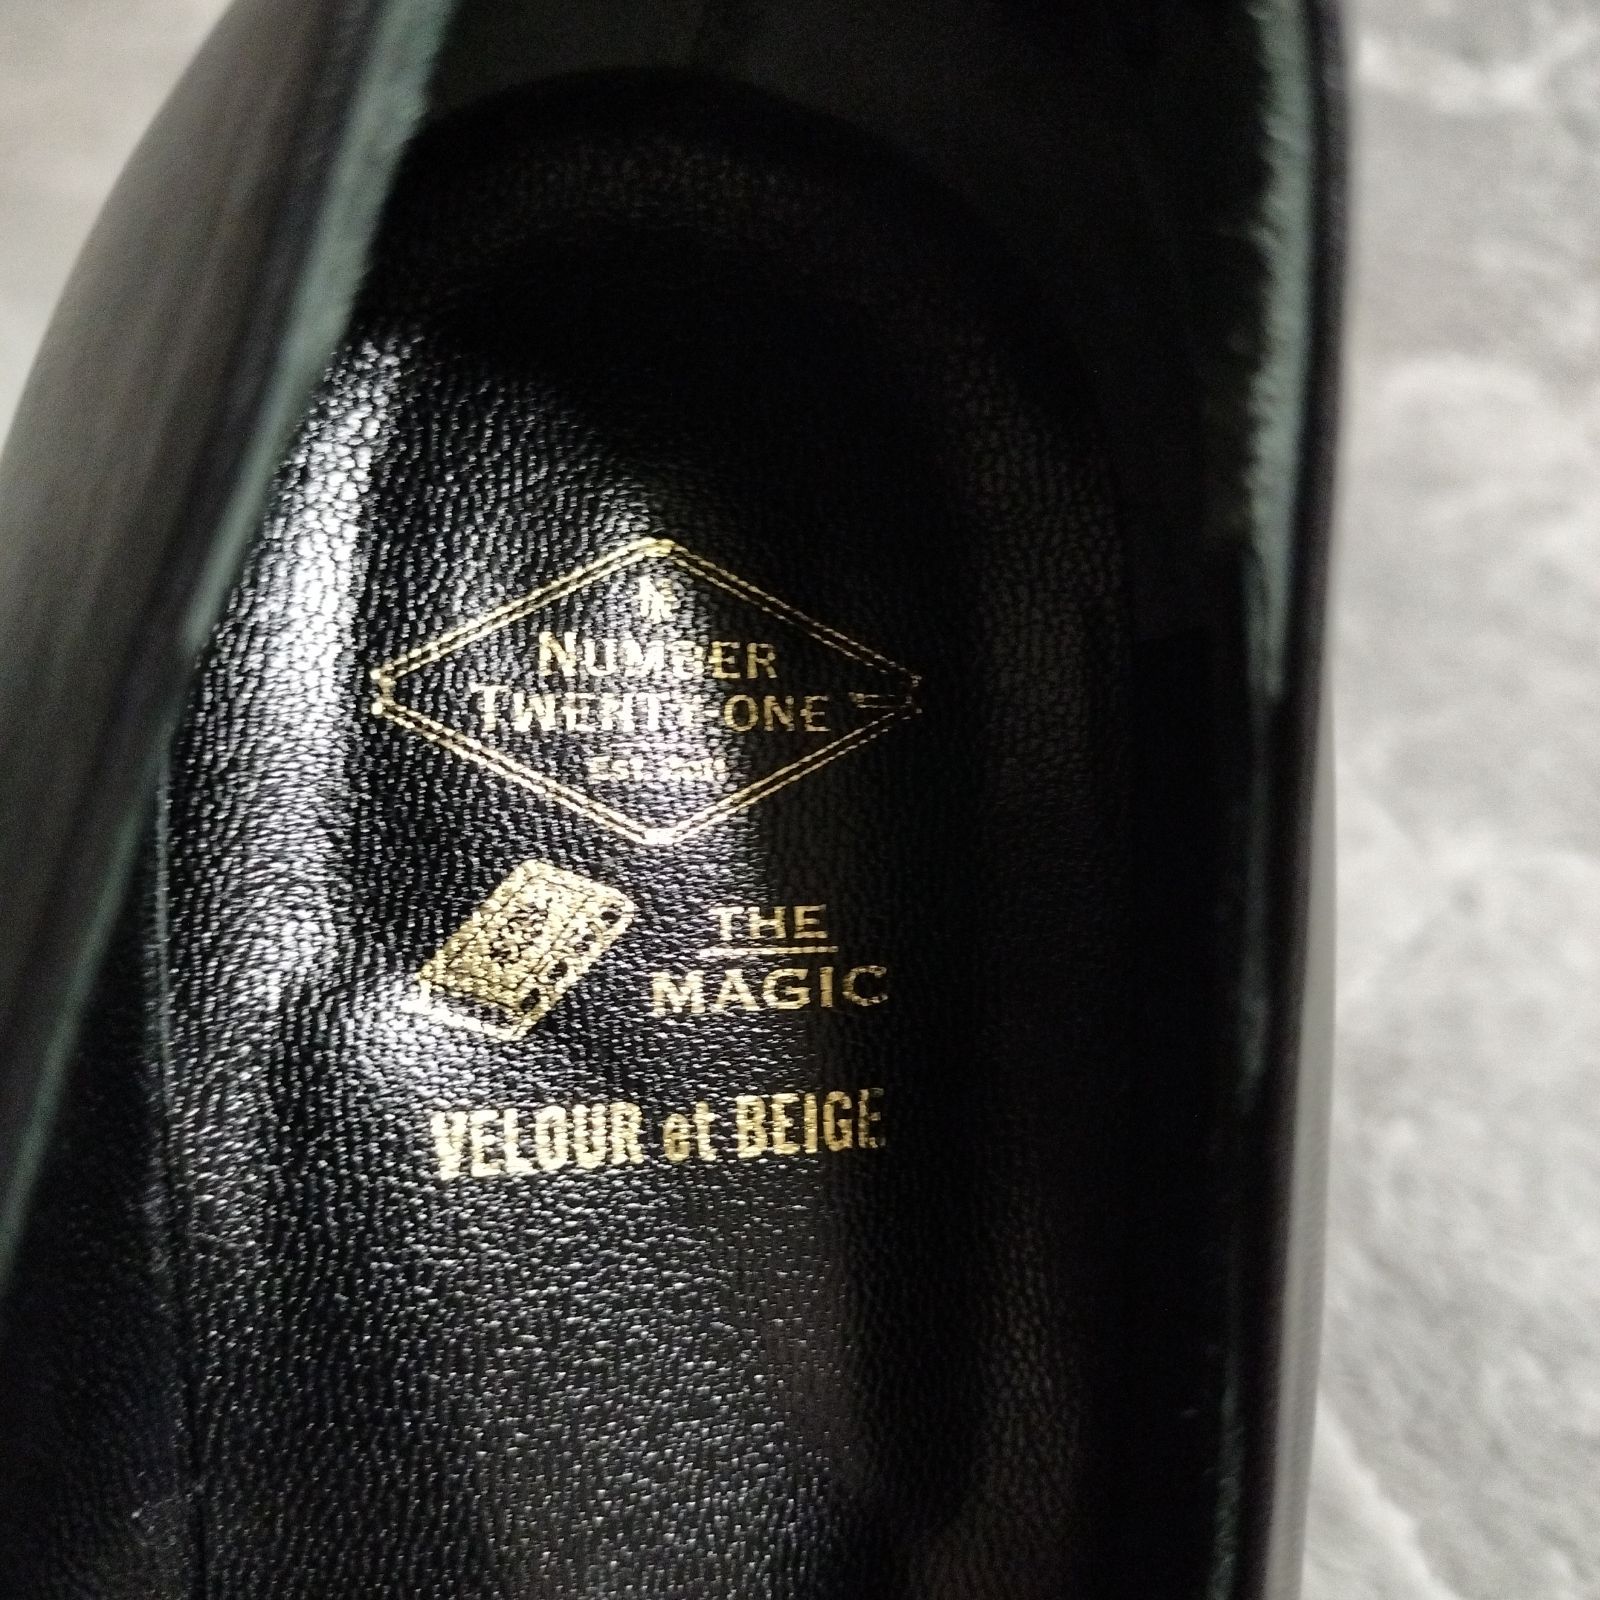 NUMBER
TWENTY-ONE
THE
MAGIC
VELOUR et BEIGE